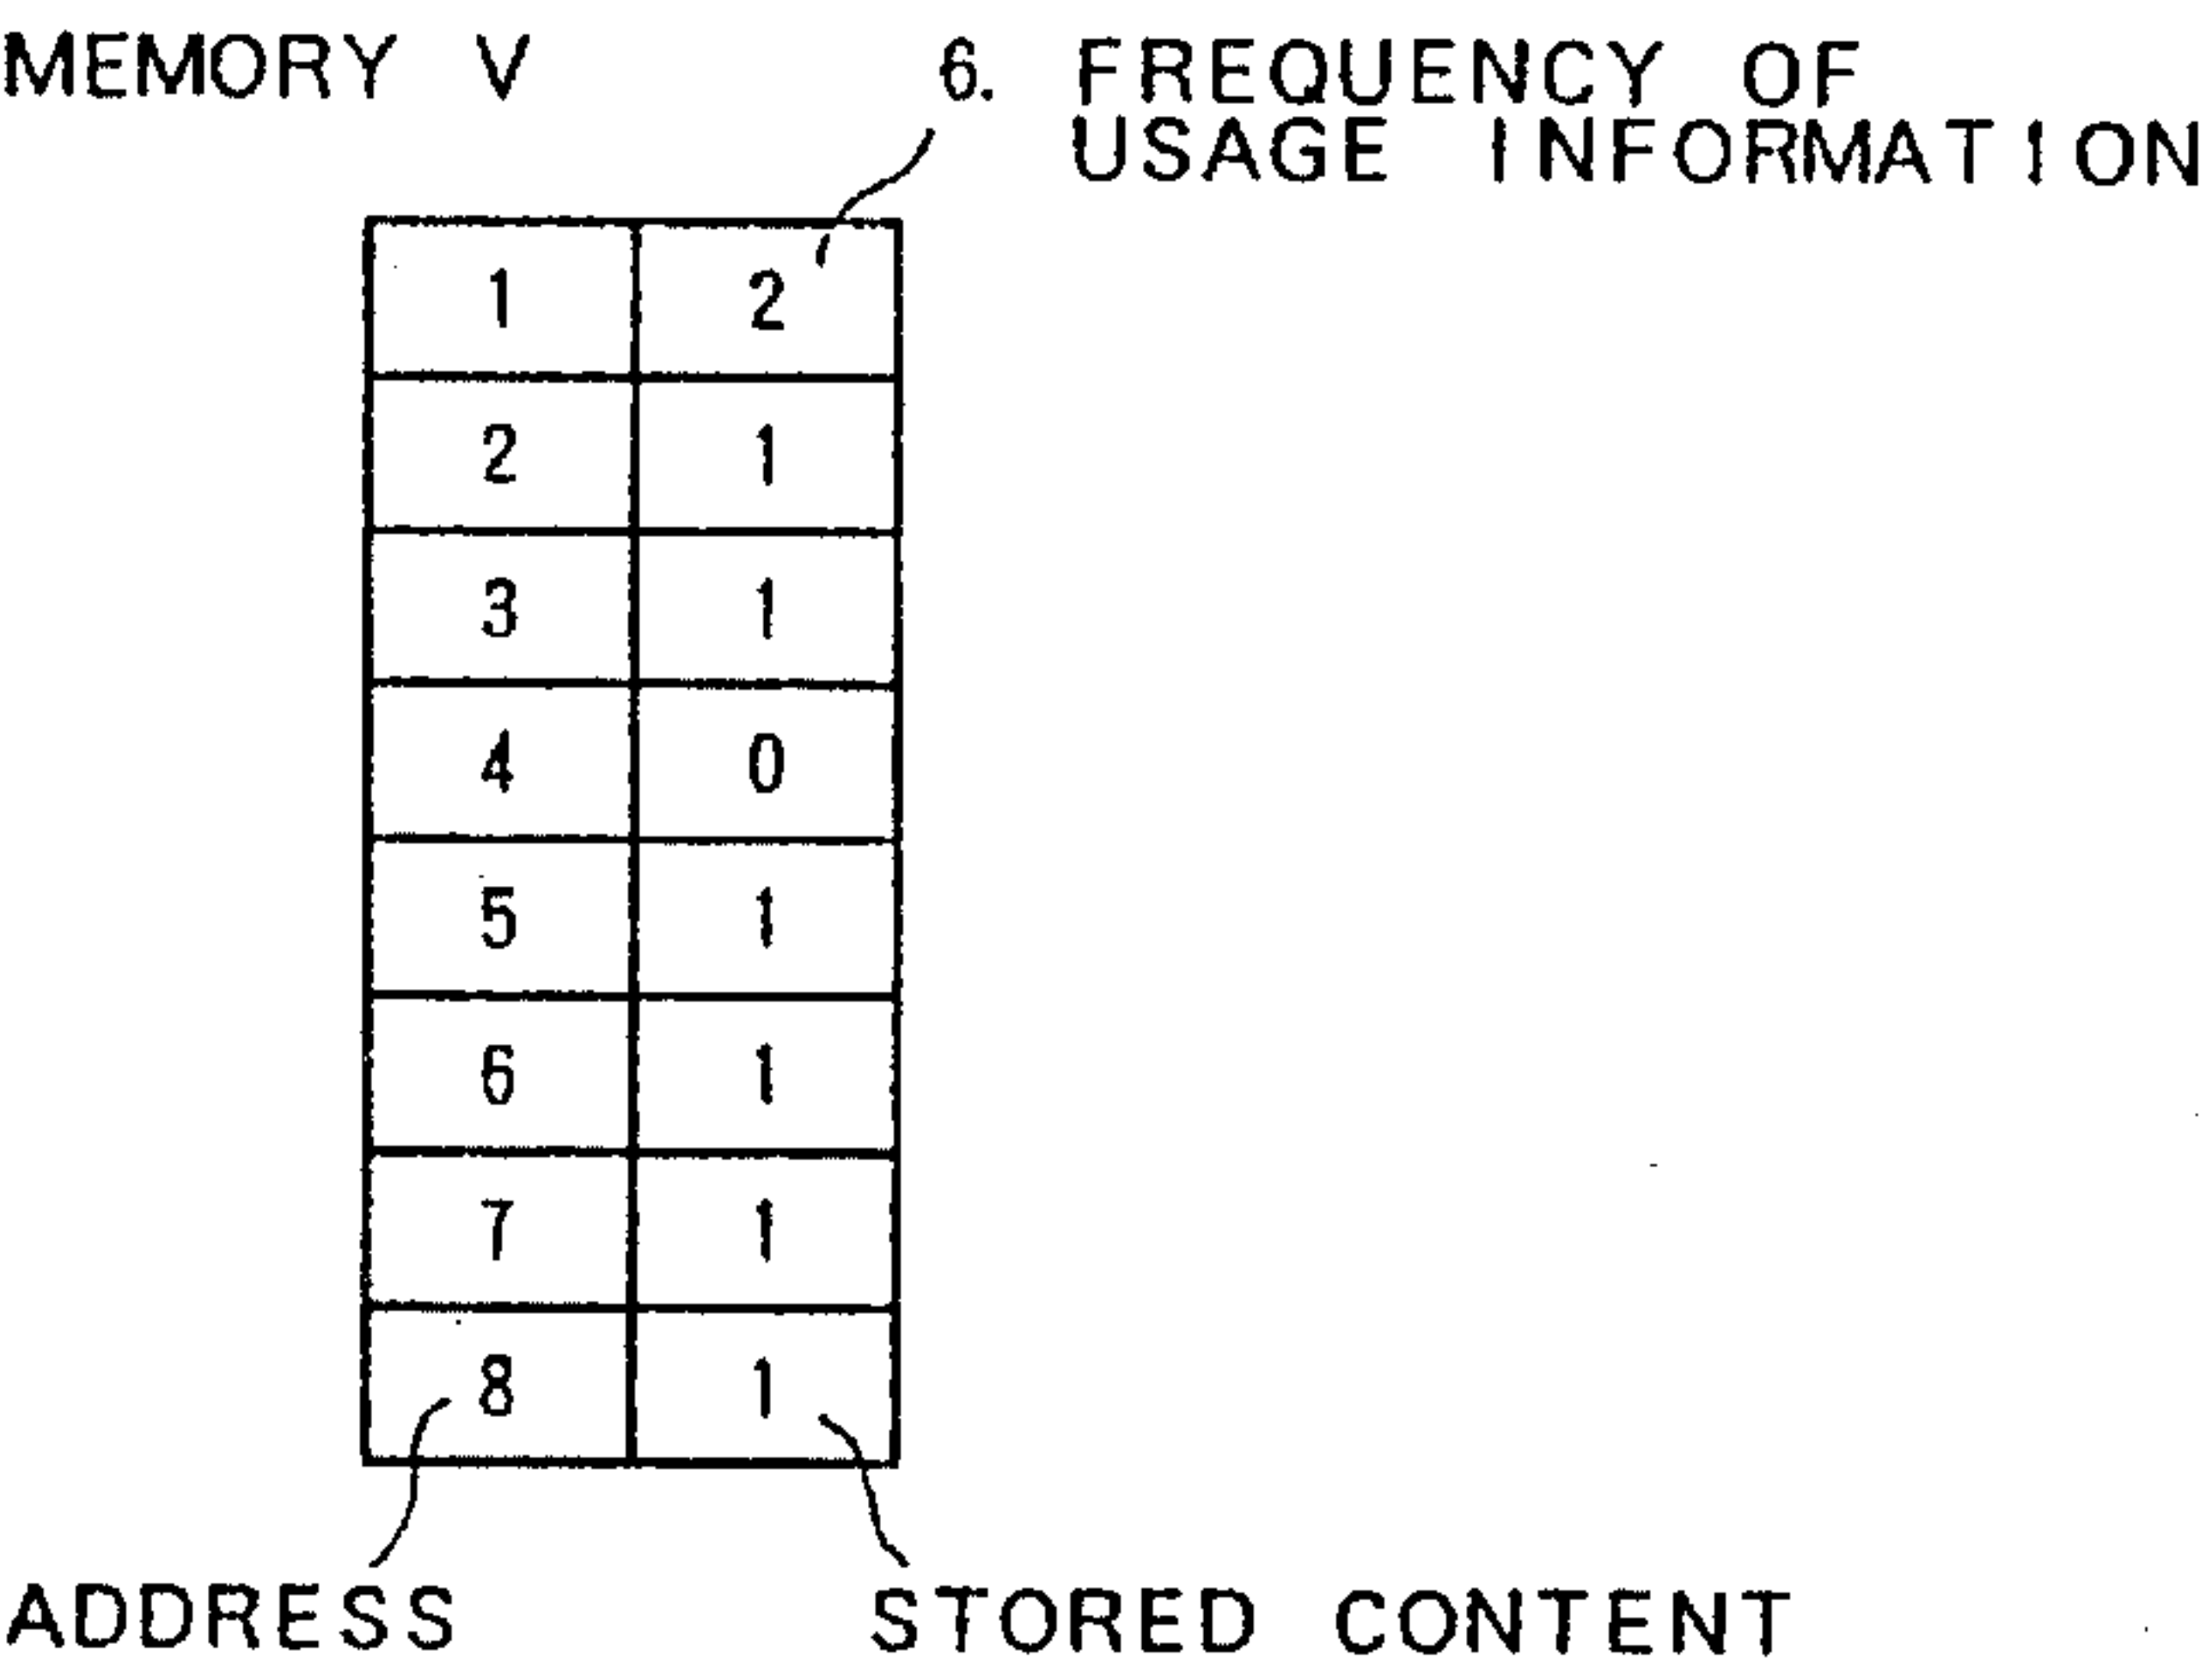 MEMORY V
6. FREQUENCY OF
USAGE INFORMATION
1 2
2 1
3 1
4 0
5 1
6 1
7 1
8 1
ADDRESS
STORED CONTENT